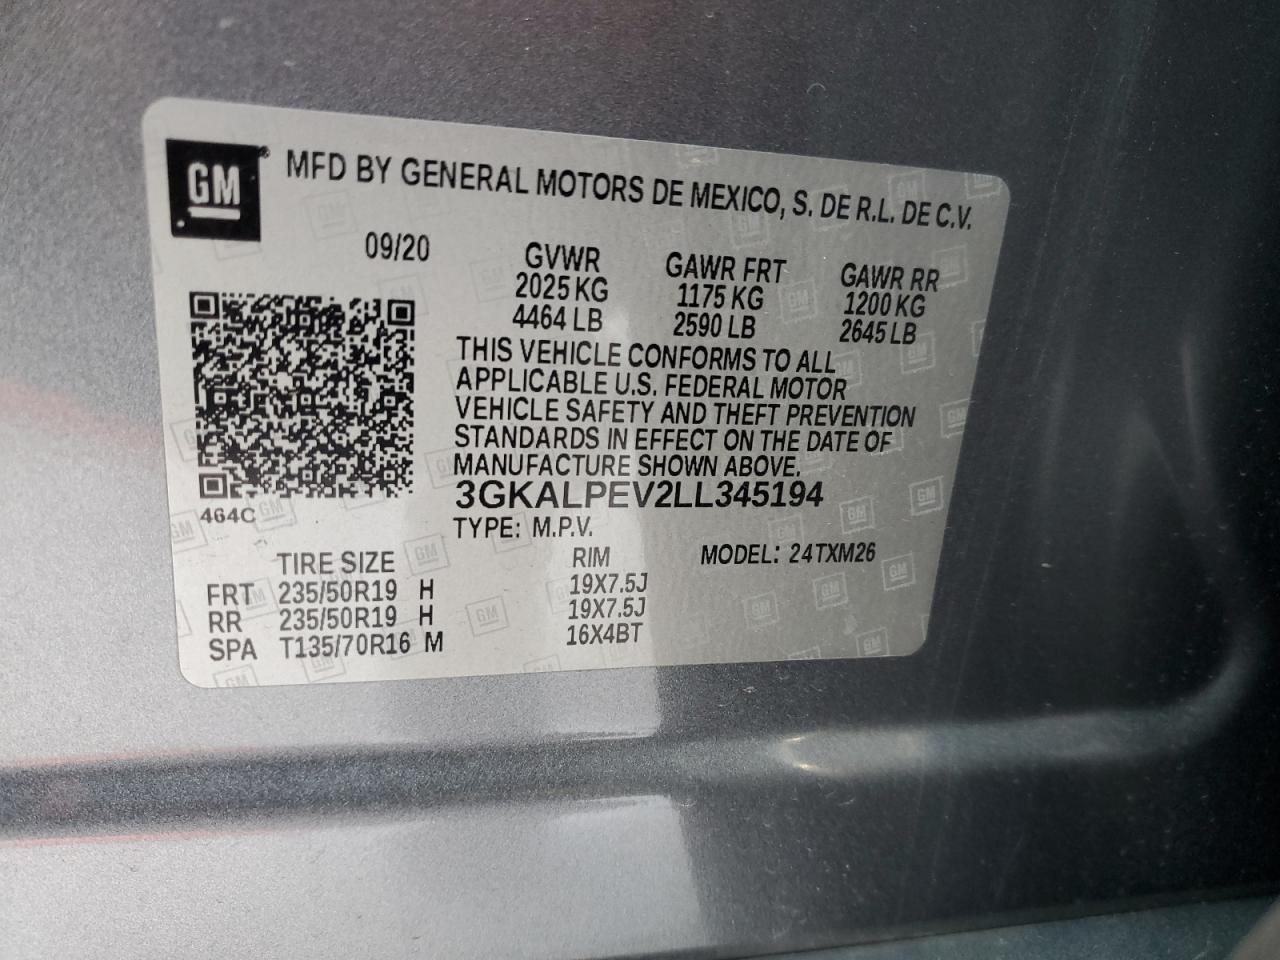 GM® MFD BY GENERAL MOTORS DE MEXICO, S. DE R.L. DE C.V.
09/20 GVWR GAWR FRT GAWR RR
2025 KG 1175 KG 1200 KG
4464 LB 2590 LB 2645 LB
THIS VEHICLE CONFORMS TO ALL
APPLICABLE U.S. FEDERAL MOTOR
VEHICLE SAFETY AND THEFT PREVENTION
STANDARDS IN EFFECT ON THE DATE OF
MANUFACTURE SHOWN ABOVE.
3GKALPEV2LL345194
464C
TYPE: M.P.V. MODEL: 24TXM26
TIRE SIZE RIM
FRT 235/50R19 H 19X7.5J
RR 235/50R19 H 19X7.5J
SPA T135/70R16 M 16X4BT